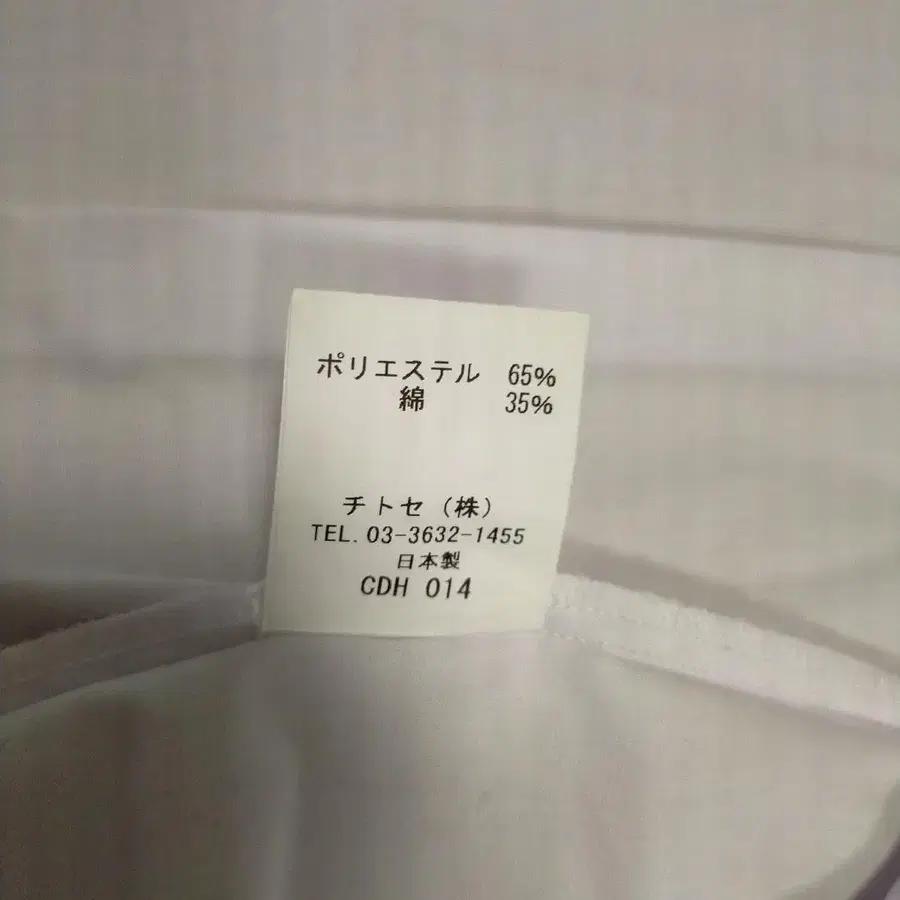 ポリエステル 65%
綿 35%
チトセ(株)
TEL. 03-3632-1455
日本製
CDH 014